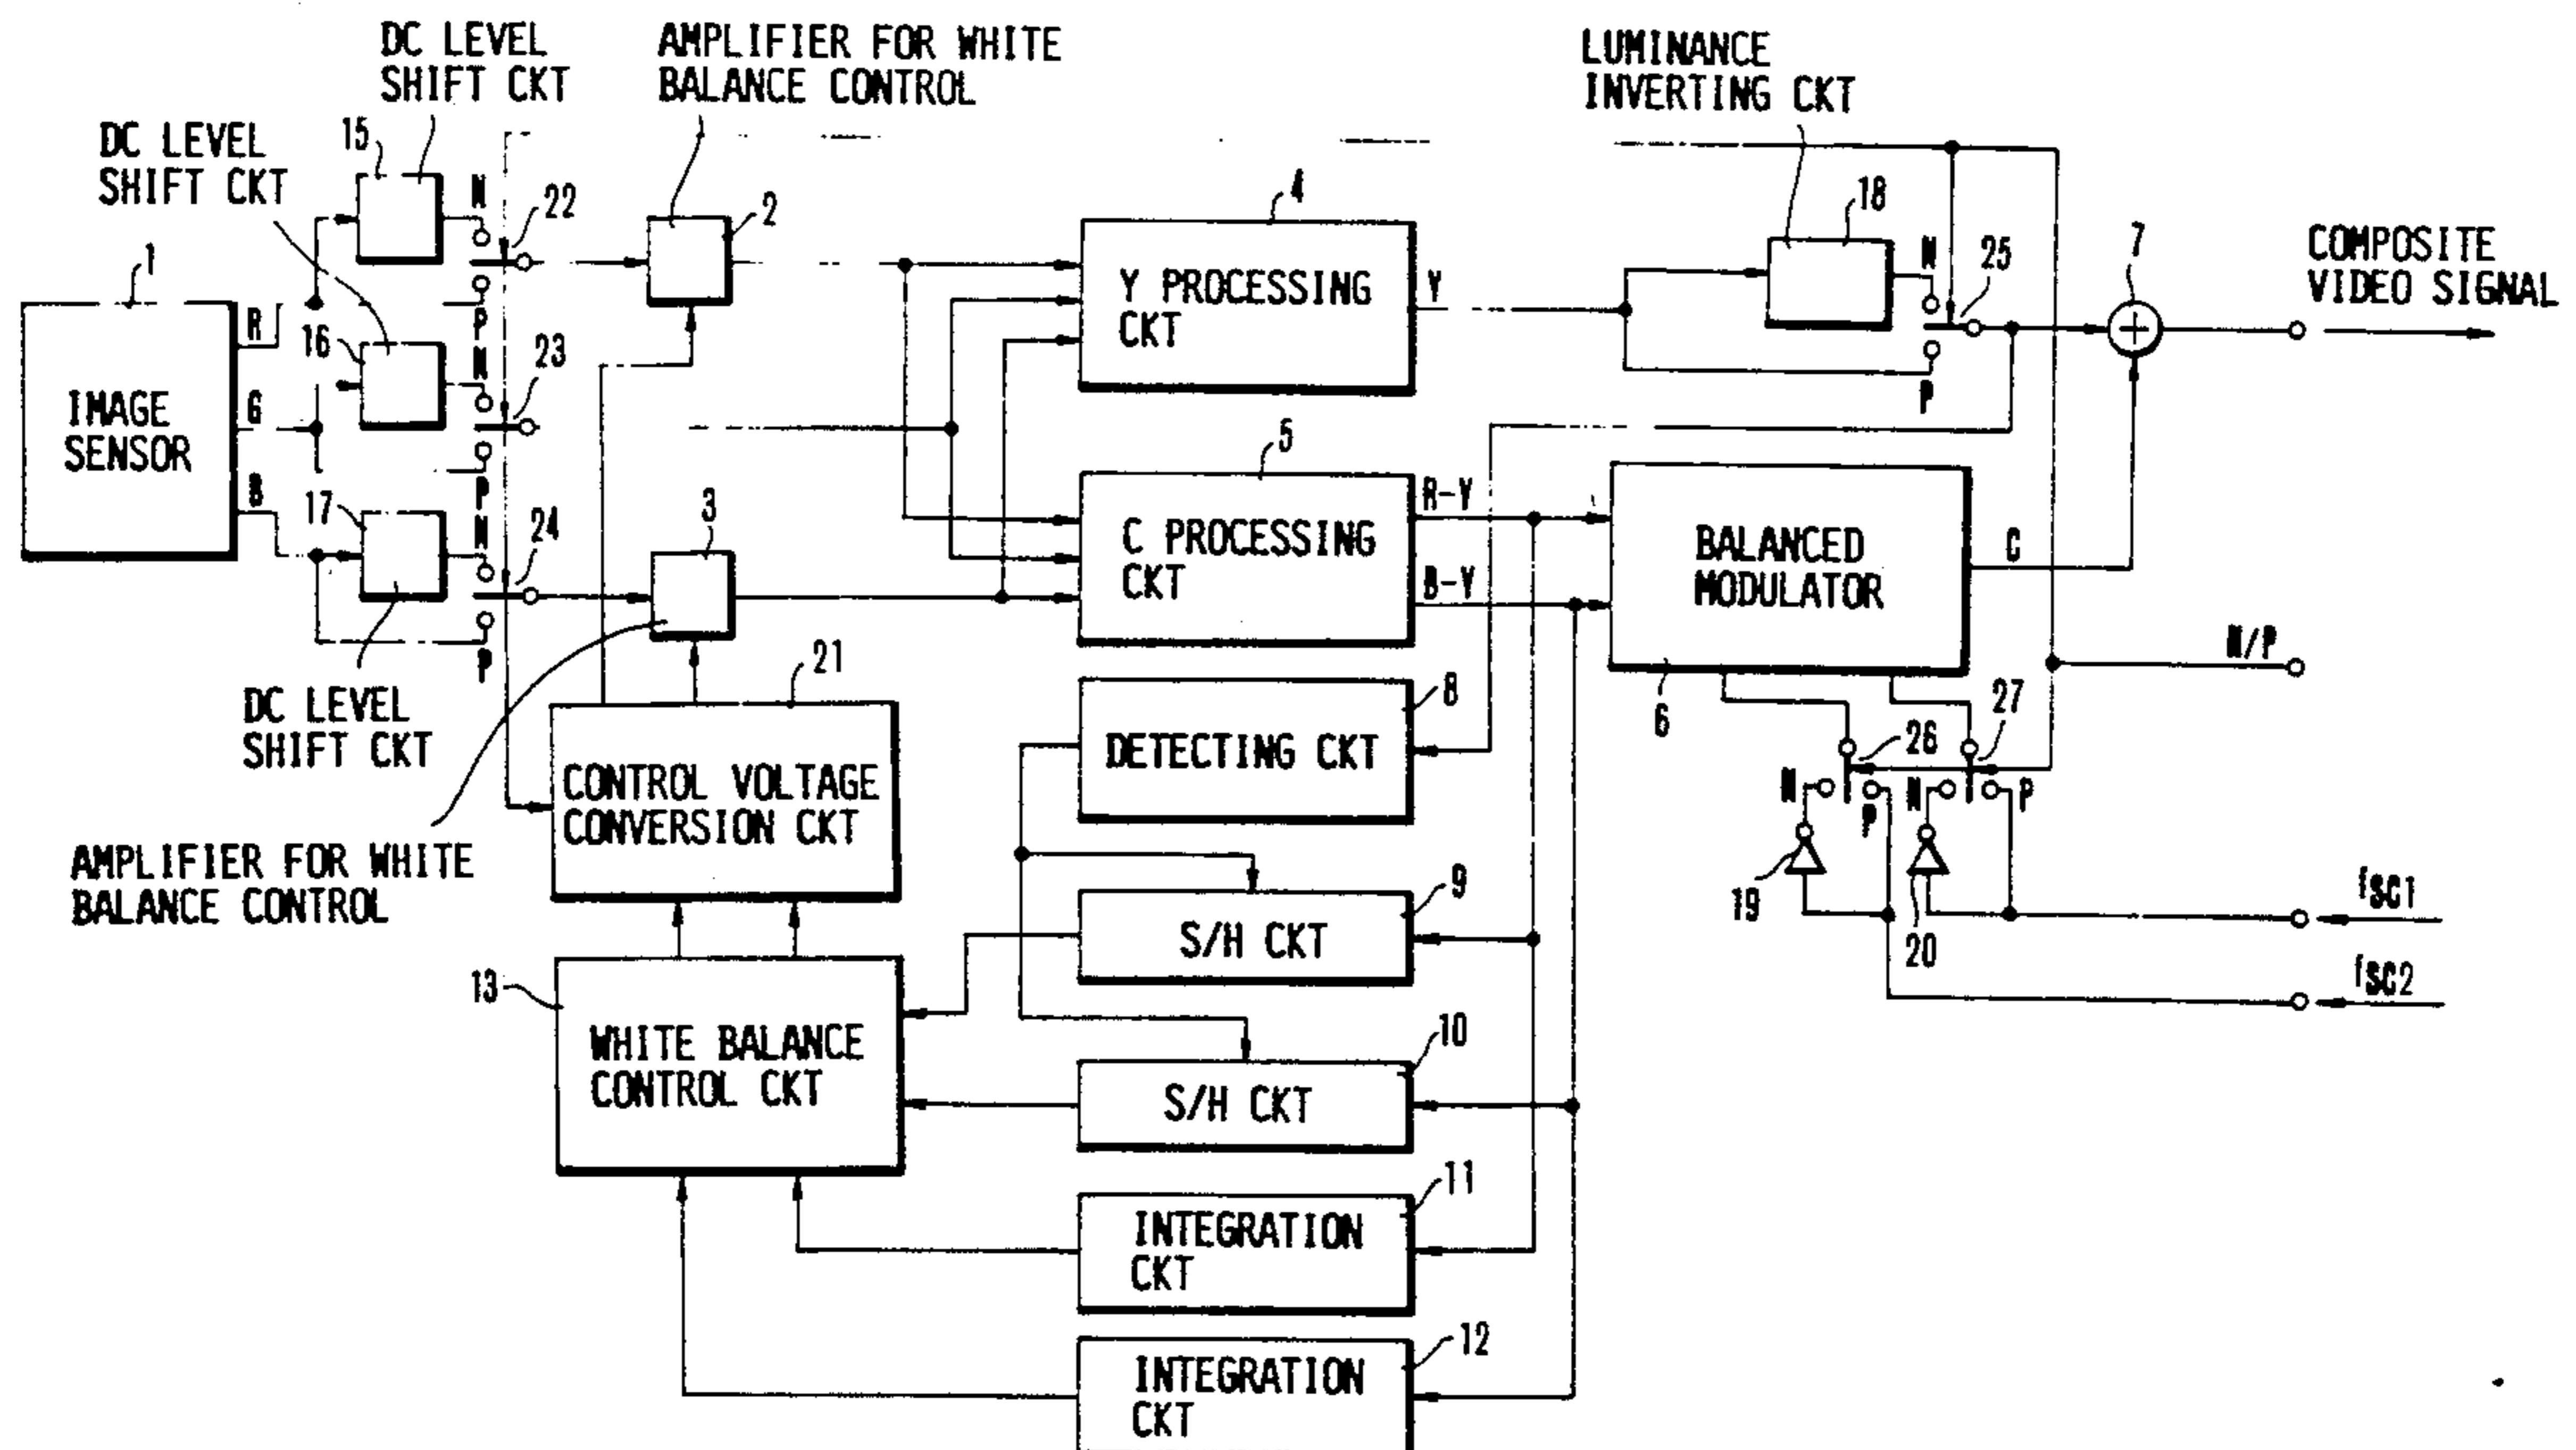 DC LEVEL
SHIFT CKT
AMPLIFIER FOR WHITE
BALANCE CONTROL
LUMINANCE
INVERTING CKT
DC LEVEL
SHIFT CKT
15
N
22
2
4
18
N
25
7
COMPOSITE
VIDEO SIGNAL
1
R
P
16
N
23
Y PROCESSING
CKT
Y
P
IMAGE
SENSOR
G
B
P
17
N
24
3
5
C PROCESSING
CKT
R-Y
B-Y
BALANCED
MODULATOR
C
N/P
P
DC LEVEL
SHIFT CKT
21
8
6
27
26
DETECTING CKT
CONTROL VOLTAGE
CONVERSION CKT
N
P
N
P
AMPLIFIER FOR WHITE
BALANCE CONTROL
19
20
fSC1
9
S/H CKT
fSC2
13
WHITE BALANCE
CONTROL CKT
10
S/H CKT
11
INTEGRATION
CKT
12
INTEGRATION
CKT